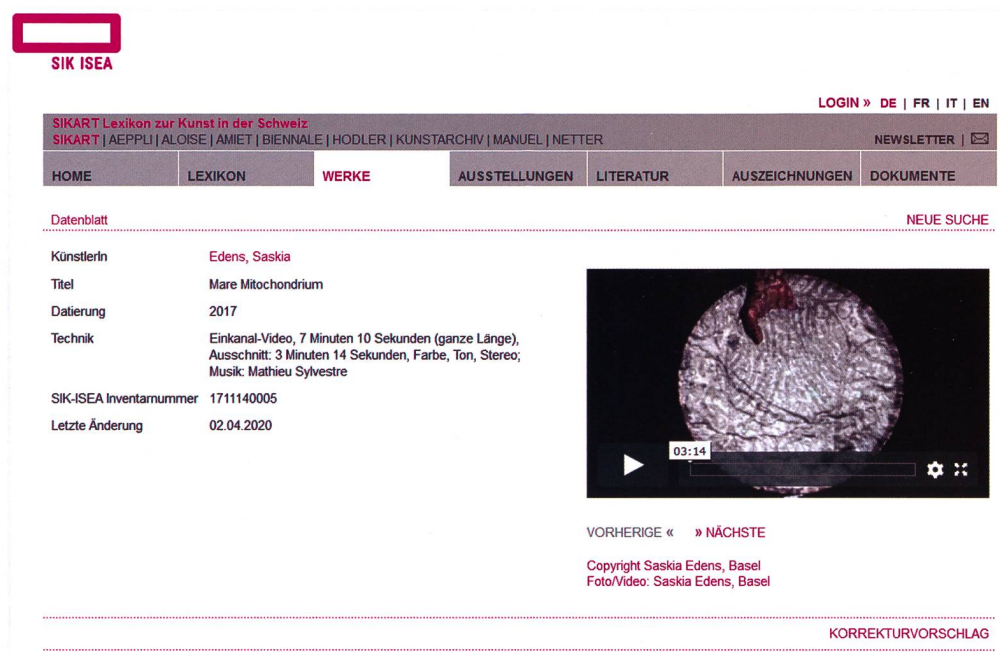 SIK ISEA
LOGIN » DE | FR | IT | EN
SIKART Lexikon zur Kunst in der Schweiz
SIKART | AEPPLI | ALOISE | AMIET | BIENNALE | HODLER | KUNSTARCHIV | MANUEL | NETTER
NEWSLETTER |
HOME LEXIKON WERKE AUSSTELLUNGEN LITERATUR AUSZEICHNUNGEN DOKUMENTE
Datenblatt NEUE SUCHE
KünstlerIn Edens, Saskia
Titel Mare Mitochondrium
Datierung 2017
Technik Einkanal-Video, 7 Minuten 10 Sekunden (ganze Länge),
Ausschnitt: 3 Minuten 14 Sekunden, Farbe, Ton, Stereo;
Musik: Mathieu Sylvestre
SIK-ISEA Inventarnummer 1711140005
Letzte Änderung 02.04.2020
03:14
VORHERIGE « » NÄCHSTE
Copyright Saskia Edens, Basel
Foto/Video: Saskia Edens, Basel
KORREKTURVORSCHLAG